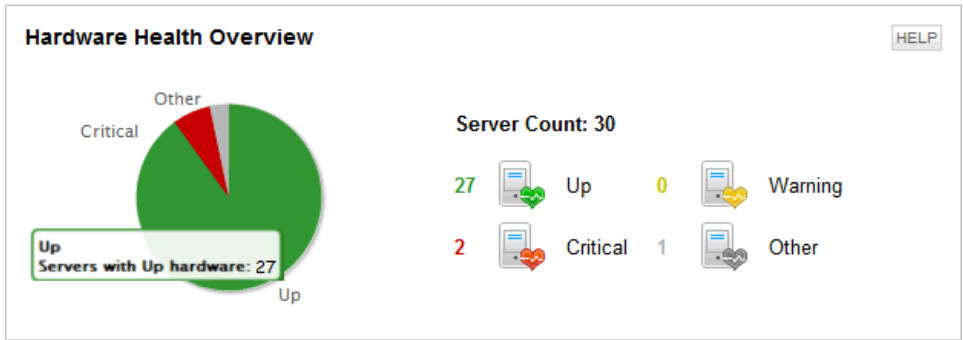 Hardware Health Overview
HELP
Other
Critical
Up
Servers with Up hardware: 27
Up
Server Count: 30
27 Up 0 Warning
2 Critical 1 Other